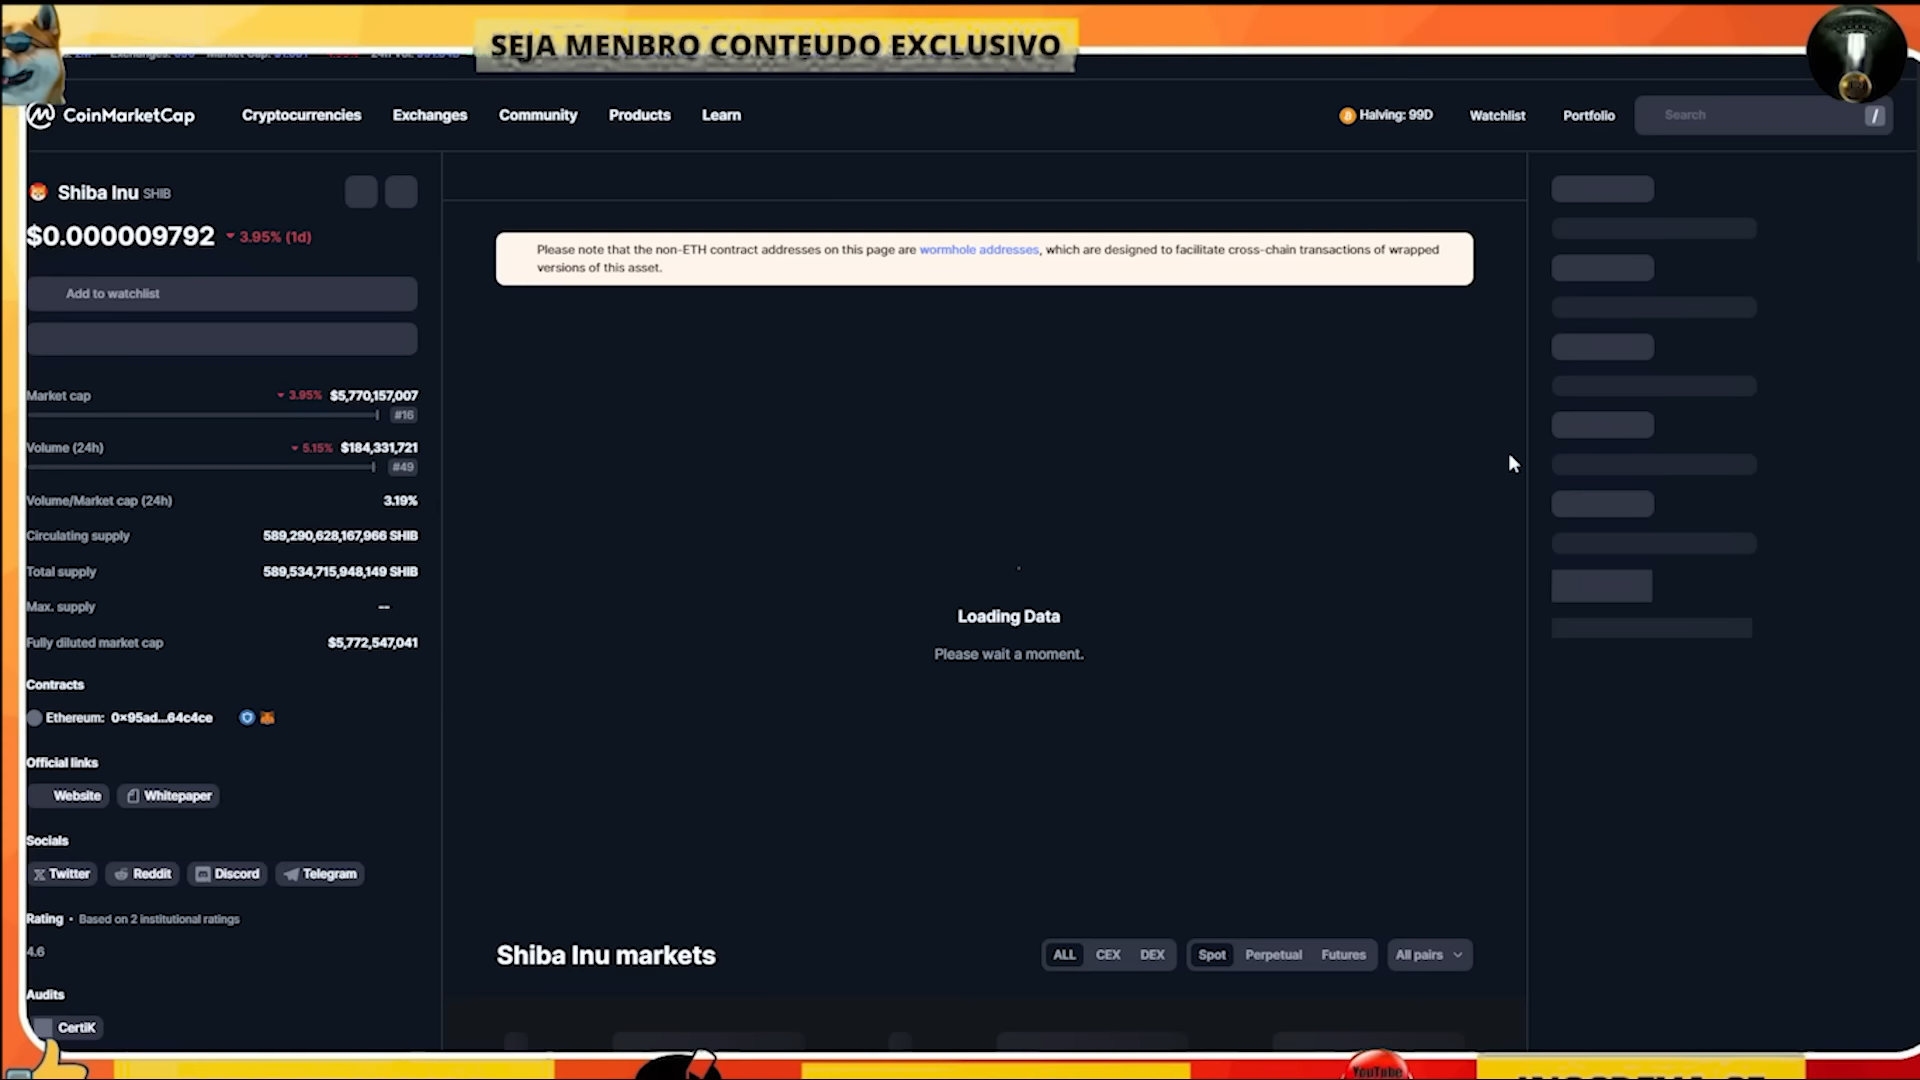 SEJA MENBRO CONTEUDO EXCLUSIVO
CoinMarketCap
Cryptocurrencies
Exchanges
Community
Products
Learn
Halving: 99D
Watchlist
Portfolio
Search
/
Shiba Inu SHIB
$0.000009792 3.95% (1d)
Add to watchlist
Market cap 3.95% $5,770,157,007
#16
Volume (24h) 5.15% $184,331,721
#49
Volume/Market cap (24h) 3.19%
Circulating supply 589,290,628,167,966 SHIB
Total supply 589,534,715,948,149 SHIB
Max. supply --
Fully diluted market cap $5,772,547,041
Contracts
Ethereum: 0x95ad...64c4ce
Official links
Website
Whitepaper
Socials
Twitter
Reddit
Discord
Telegram
Rating • Based on 2 institutional ratings
4.6
Audits
CertiK
Please note that the non-ETH contract addresses on this page are wormhole addresses, which are designed to facilitate cross-chain transactions of wrapped
versions of this asset.
Loading Data
Please wait a moment.
Shiba Inu markets
ALL
CEX
DEX
Spot
Perpetual
Futures
All pairs
YouTube